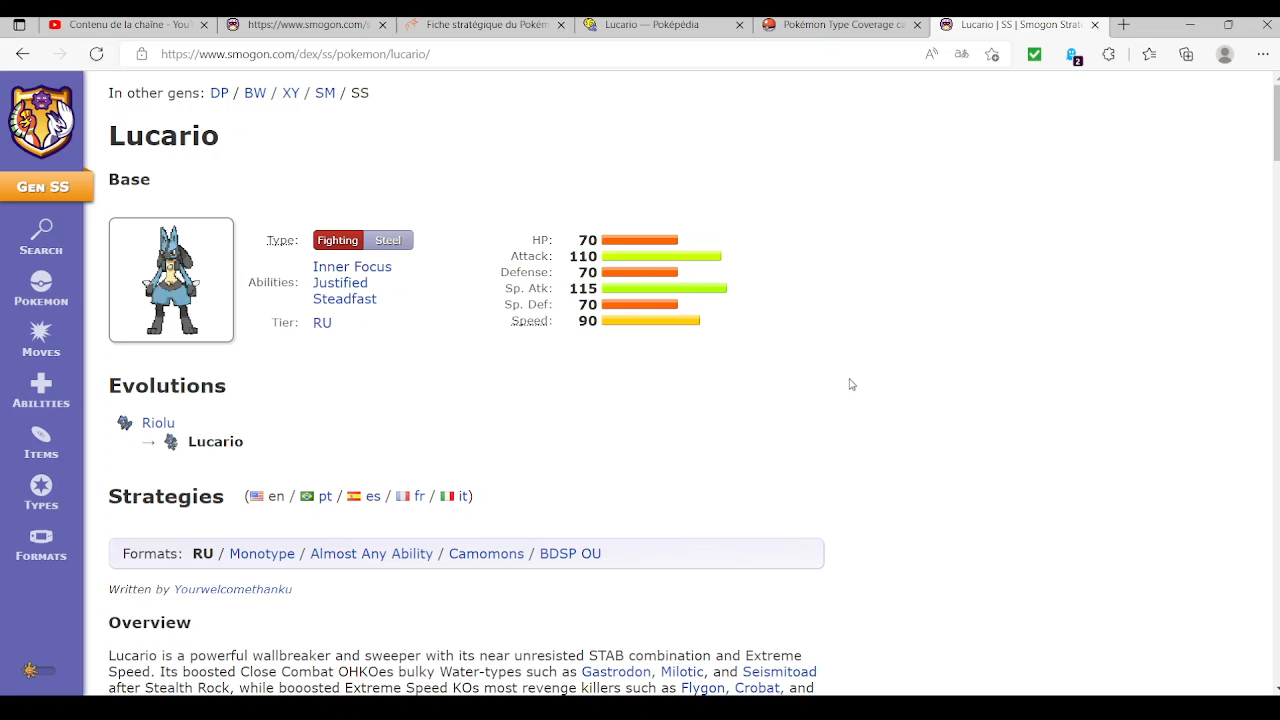 Contenu de la chaîne - YouT
https://www.smogon.com/s
Fiche stratégique du Pokém
Lucario — Poképédia
Pokémon Type Coverage ca
Lucario | SS | Smogon Strat
https://www.smogon.com/dex/ss/pokemon/lucario/
2
In other gens: DP / BW / XY / SM / SS
Lucario
Base
GEN SS
SEARCH
POKEMON
MOVES
ABILITIES
ITEMS
TYPES
FORMATS
Type: Fighting Steel
Abilities: Inner Focus
Justified
Steadfast
Tier: RU
HP: 70
Attack: 110
Defense: 70
Sp. Atk: 115
Sp. Def: 70
Speed: 90
Evolutions
Riolu
→ Lucario
Strategies (en / pt / es / fr / it)
Formats: RU / Monotype / Almost Any Ability / Camomons / BDSP OU
Written by Yourwelcomethanku
Overview
Lucario is a powerful wallbreaker and sweeper with its near unresisted STAB combination and Extreme
Speed. Its boosted Close Combat OHKOes bulky Water-types such as Gastrodon, Milotic, and Seismitoad
after Stealth Rock, while booosted Extreme Speed KOs most revenge killers such as Flygon, Crobat, and